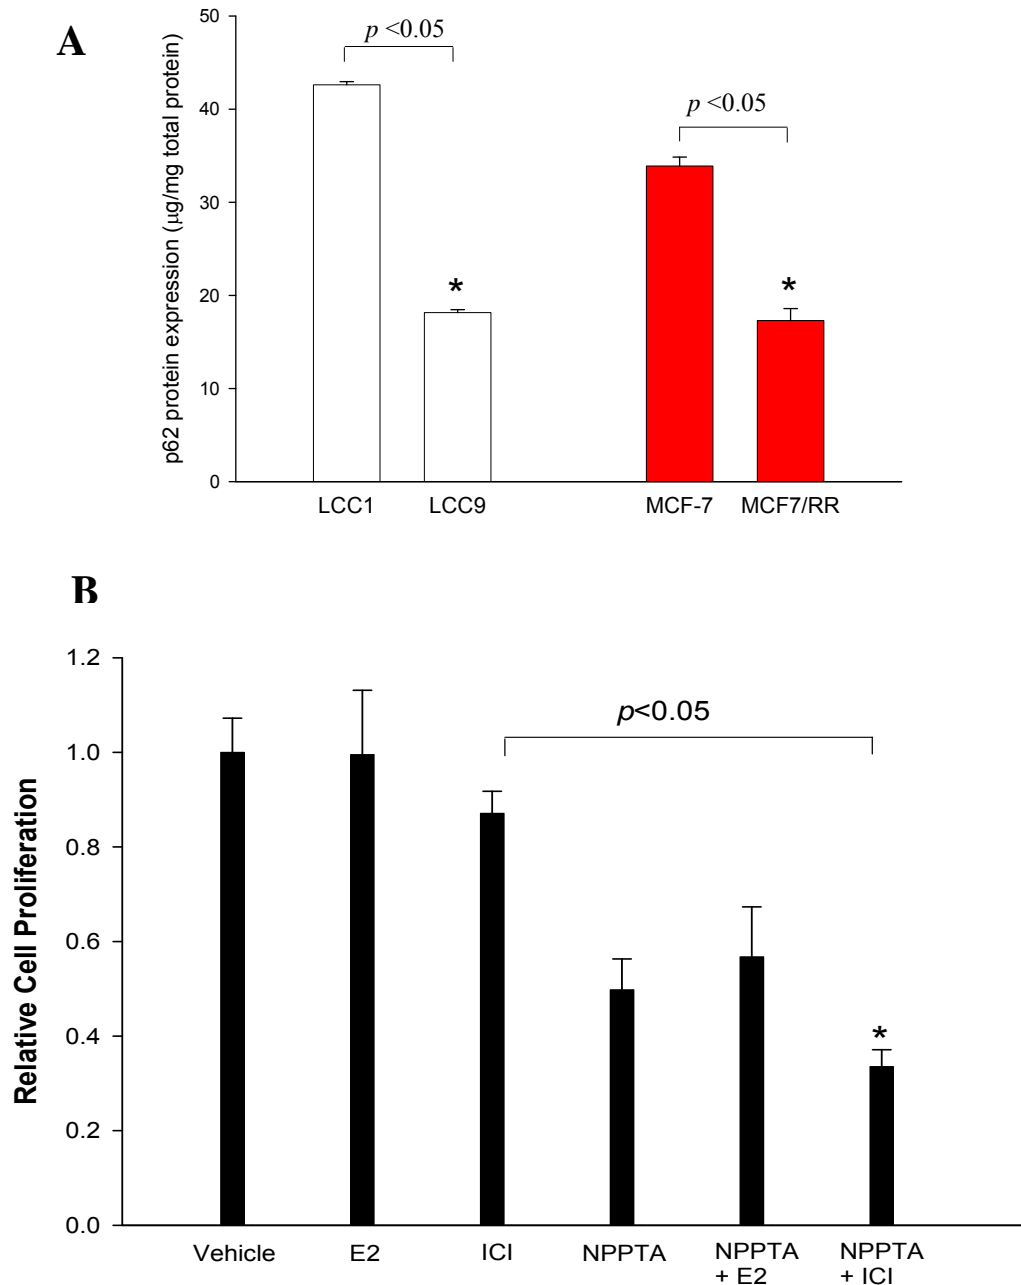 A
p62 protein expression (μg/mg total protein)
50
40
30
20
10
0
p <0.05
p <0.05
*
*
LCC1 LCC9 MCF-7 MCF7/RR
B
Relative Cell Proliferation
1.2
1.0
0.8
0.6
0.4
0.2
0.0
p<0.05
*
Vehicle E2 ICI NPPTA NPPTA NPPTA
+ E2 + ICI